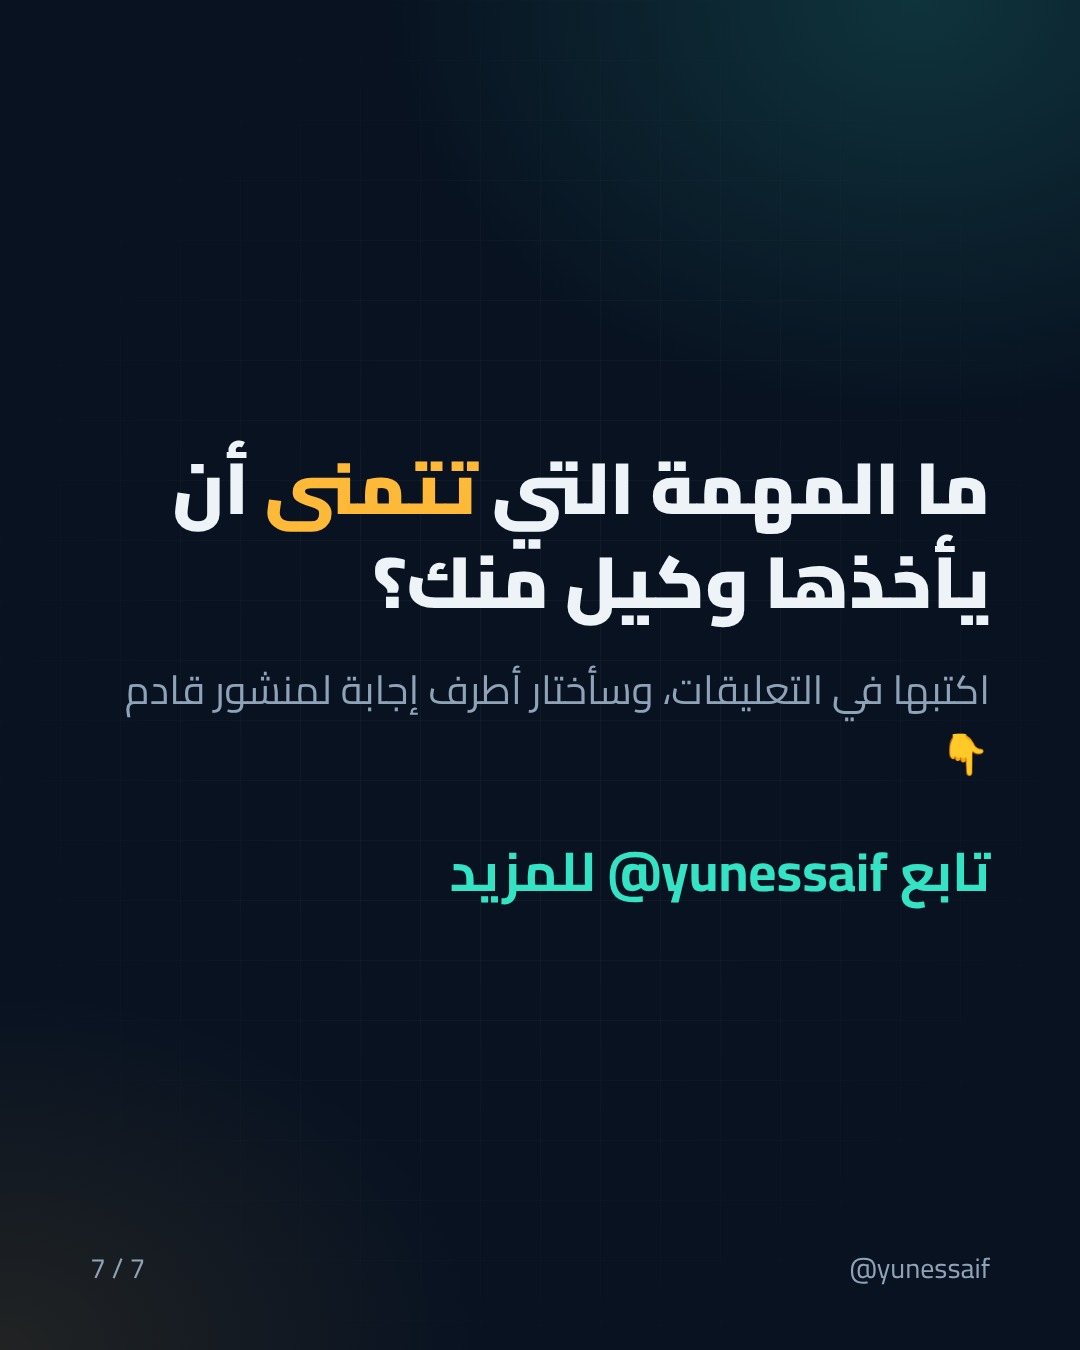 ما المهمة التي تتمنى أن
يأخذها وكيل منك؟
اكتبها في التعليقات، وسأختار أطرف إجابة لمنشور قادم
👇
تابع @yunessaif للمزيد
@yunessaif
7 / 7